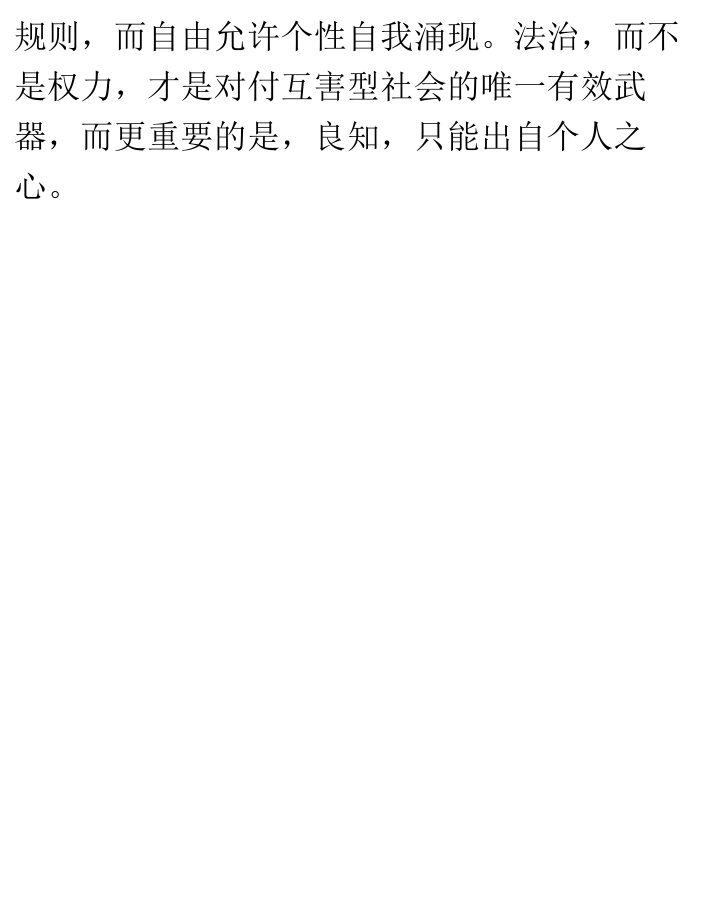 规则，而自由允许个性自我涌现。法治，而不
是权力，才是对付互害型社会的唯一有效武
器，而更重要的是，良知，只能出自个人之
心。